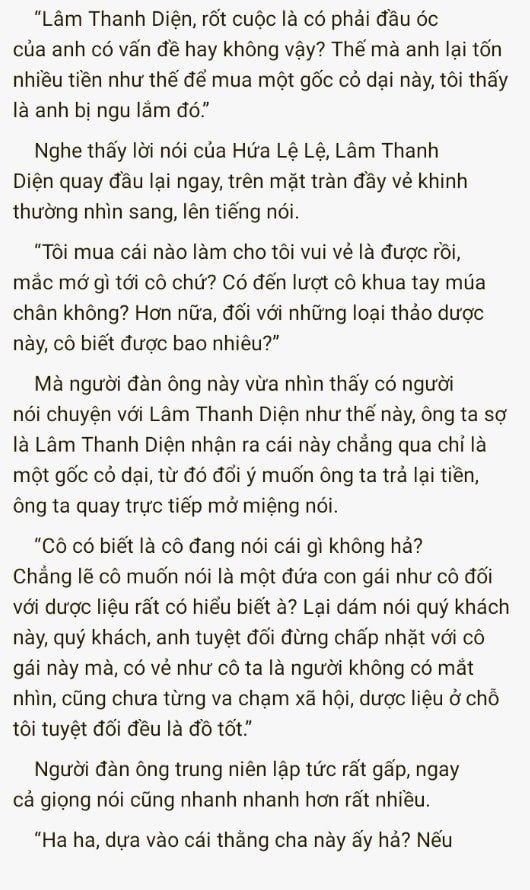 “Lâm Thanh Diện, rốt cuộc là có phải đầu óc
của anh có vấn đề hay không vậy? Thế mà anh lại tốn
nhiều tiền như thế để mua một gốc cỏ dại này, tôi thấy
là anh bị ngu lắm đó.”
Nghe thấy lời nói của Hứa Lệ Lệ, Lâm Thanh
Diện quay đầu lại ngay, trên mặt tràn đầy vẻ khinh
thường nhìn sang, lên tiếng nói.
“Tôi mua cái nào làm cho tôi vui vẻ là được rồi,
mắc mớ gì tới cô chứ? Có đến lượt cô khua tay múa
chân không? Hơn nữa, đối với những loại thảo dược
này, cô biết được bao nhiêu?”
Mà người đàn ông này vừa nhìn thấy có người
nói chuyện với Lâm Thanh Diện như thế này, ông ta sợ
là Lâm Thanh Diện nhận ra cái này chẳng qua chỉ là
một gốc cỏ dại, từ đó đổi ý muốn ông ta trả lại tiền,
ông ta quay trực tiếp mở miệng nói.
“Cô có biết là cô đang nói cái gì không hả?
Chẳng lẽ cô muốn nói là một đứa con gái như cô đối
với dược liệu rất có hiểu biết à? Lại dám nói quý khách
này, quý khách, anh tuyệt đối đừng chấp nhặt với cô
gái này mà, có vẻ như cô ta là người không có mắt
nhìn, cũng chưa từng va chạm xã hội, dược liệu ở chỗ
tôi tuyệt đối đều là đồ tốt.”
Người đàn ông trung niên lập tức rất gấp, ngay
cả giọng nói cũng nhanh nhanh hơn rất nhiều.
“Ha ha, dựa vào cái thằng cha này ấy hả? Nếu